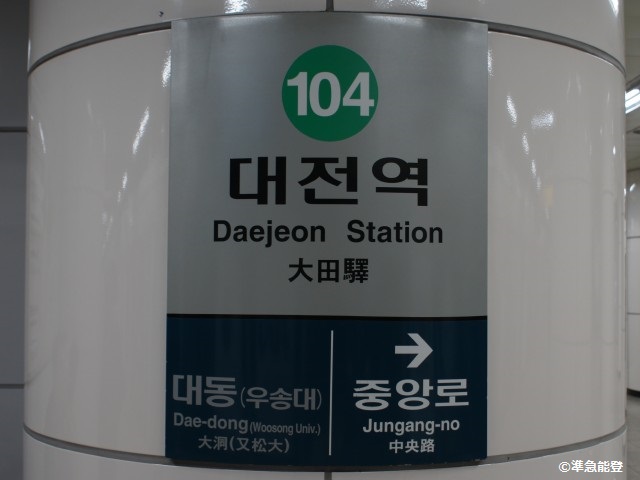 104
대전역
Daejeon Station
大田驛
대동(우송대)
Dae-dong(Woosong Univ.)
大洞(又松大)
→
중앙로
Jungang-no
中央路
©準急能登